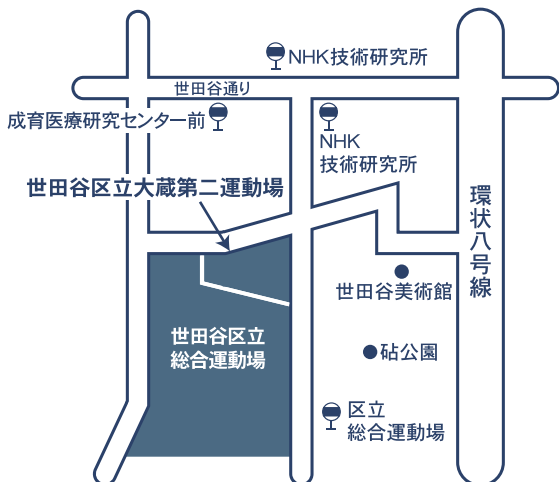 NHK技術研究所
世田谷通り
成育医療研究センター前
NHK
技術研究所
世田谷区立大蔵第二運動場
環状八号線
世田谷美術館
世田谷区立
総合運動場
砧公園
区立
総合運動場